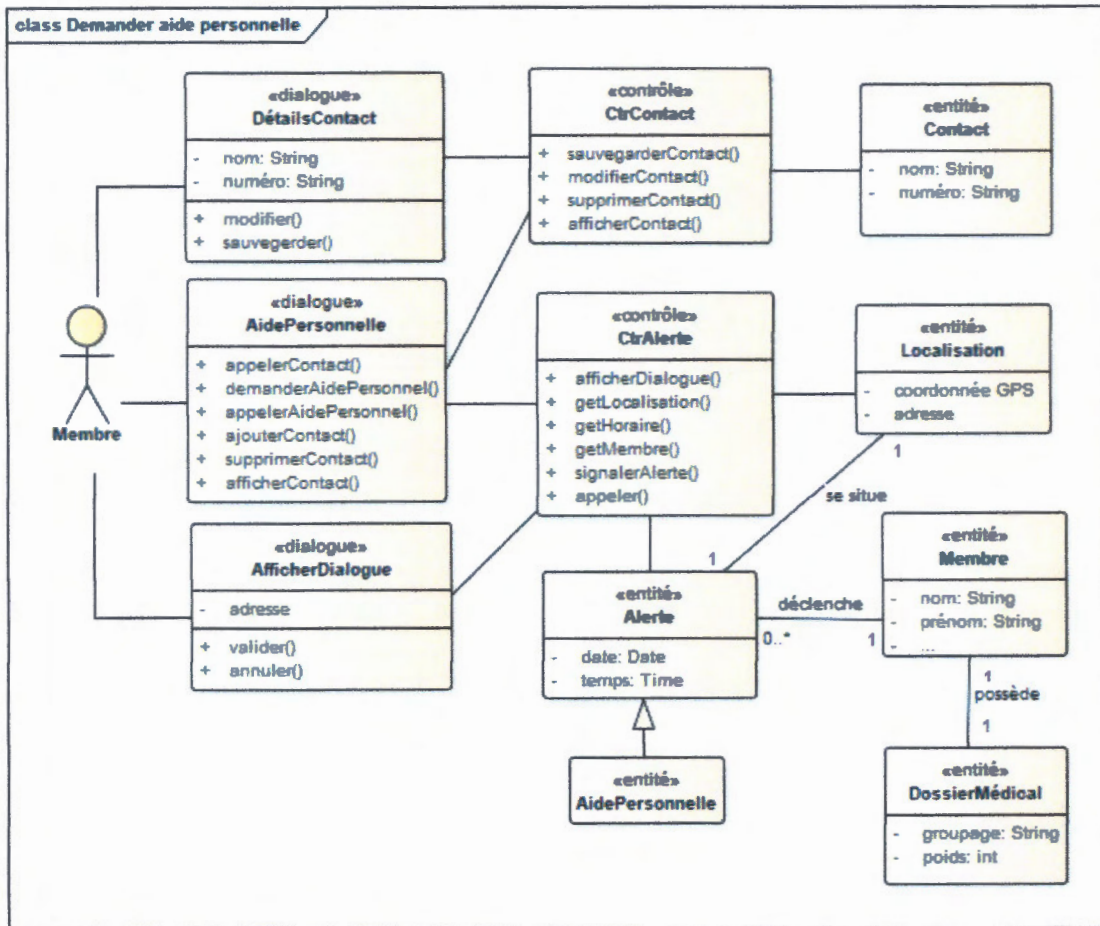 class Demander aide personnelle
«dialogue»
DétailsContact
- nom: String
- numéro: String
+ modifier()
+ sauvegerder()
«contrôle»
CtrContact
+ sauvegarderContact()
+ modifierContact()
+ supprimerContact()
+ afficherContact()
«entité»
Contact
- nom: String
- numéro: String
Membre
«dialogue»
AidePersonnelle
+ appelerContact()
+ demanderAidePersonnel()
+ appelerAidePersonnel()
+ ajouterContact()
+ supprimerContact()
+ afficherContact()
«contrôle»
CtrAlerte
+ afficherDialogue()
+ getLocalisation()
+ getHoraire()
+ getMembre()
+ signalerAlerte()
+ appeler()
«entité»
Localisation
- coordonnée GPS
- adresse
1
se situe
1
«dialogue»
AfficherDialogue
- adresse
+ valider()
+ annuler()
«entité»
Alerte
- date: Date
- temps: Time
déclenche
0..*
1
«entité»
Membre
- nom: String
- prénom: String
- ...
1
possède
1
«entité»
AidePersonnelle
«entité»
DossierMédical
- groupage: String
- poids: int